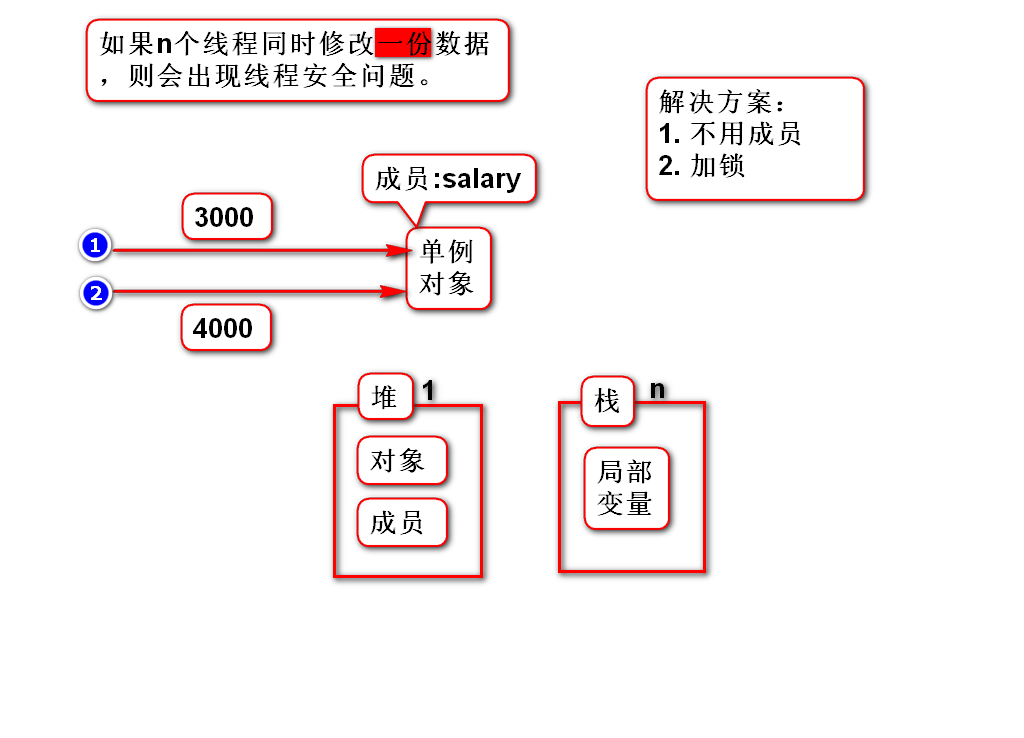 如果n个线程同时修改一份数据
，则会出现线程安全问题。
解决方案：
1. 不用成员
2. 加锁
成员:salary
3000
1
单例
对象
2
4000
堆
1
栈
n
对象
局部
变量
成员